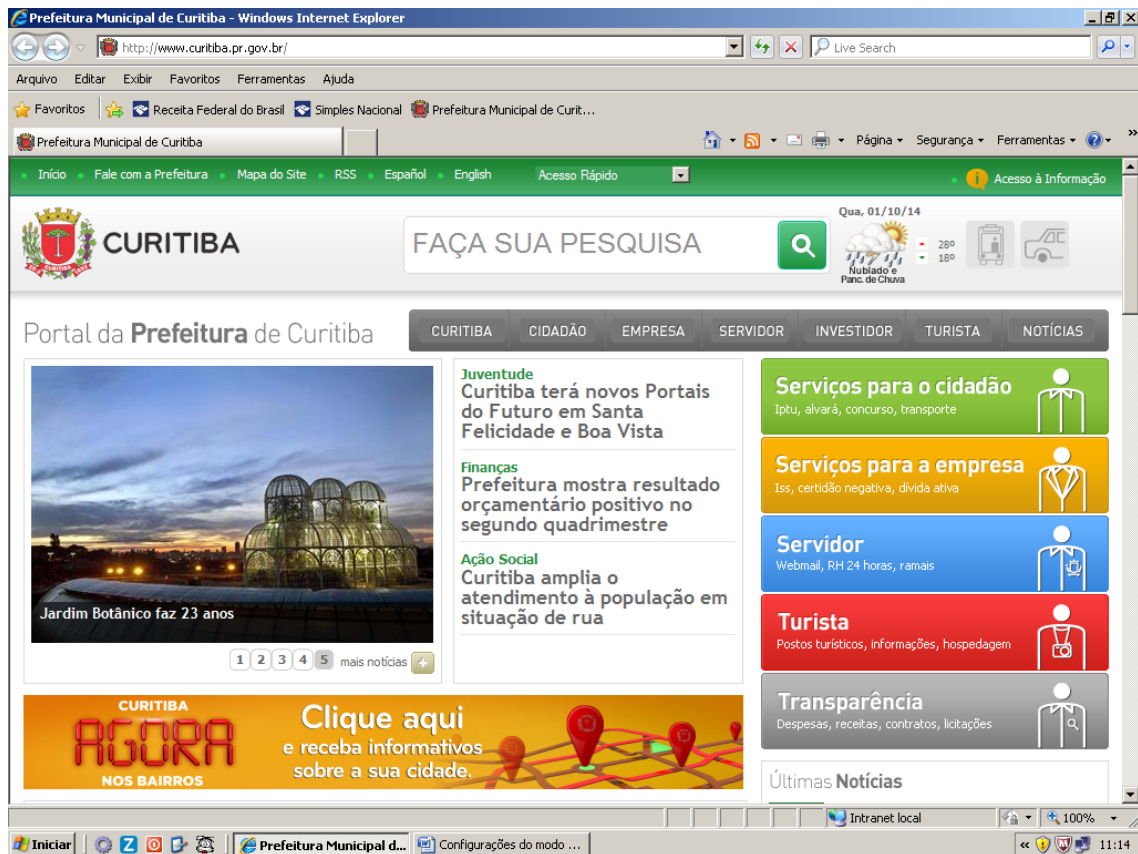 Prefeitura Municipal de Curitiba - Windows Internet Explorer
http://www.curitiba.pr.gov.br/
Live Search
Arquivo Editar Exibir Favoritos Ferramentas Ajuda
Favoritos Receita Federal do Brasil Simples Nacional Prefeitura Municipal de Curit...
Prefeitura Municipal de Curitiba
Página Segurança Ferramentas
Início Fale com a Prefeitura Mapa do Site RSS Español English Acesso Rápido Acesso à Informação
CURITIBA
FAÇA SUA PESQUISA
Qua, 01/10/14
28º
18º
Nublado e
Panc. de Chuva
Portal da Prefeitura de Curitiba
CURITIBA CIDADÃO EMPRESA SERVIDOR INVESTIDOR TURISTA NOTÍCIAS
Jardim Botânico faz 23 anos
1 2 3 4 5 mais notícias +
Juventude
Curitiba terá novos Portais
do Futuro em Santa
Felicidade e Boa Vista
Finanças
Prefeitura mostra resultado
orçamentário positivo no
segundo quadrimestre
Ação Social
Curitiba amplia o
atendimento à população em
situação de rua
Serviços para o cidadão
Iptu, alvará, concurso, transporte
Serviços para a empresa
Iss, certidão negativa, dívida ativa
Servidor
Webmail, RH 24 horas, ramais
Turista
Postos turísticos, informações, hospedagem
Transparência
Despesas, receitas, contratos, licitações
CURITIBA
AGORA
NOS BAIRROS
Clique aqui
e receba informativos
sobre a sua cidade.
Últimas Notícias
Intranet local 100%
Iniciar Prefeitura Municipal d... Configurações do modo ... 11:14